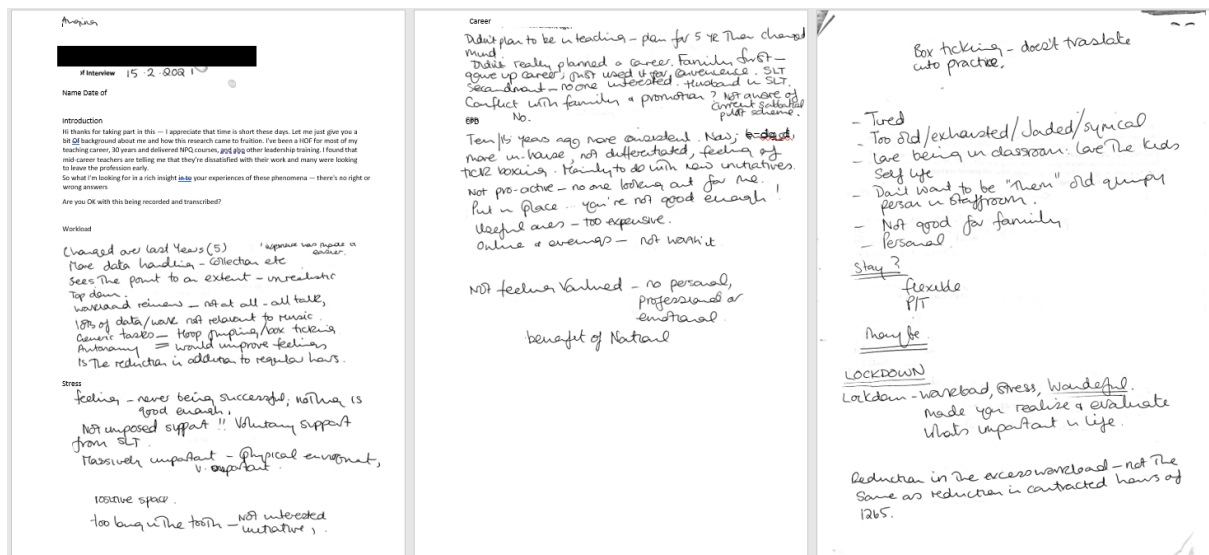 of Interview 15.2.2021
Name Date of
Introduction
Hi thanks for taking part in this — I appreciate that time is short these days. Let me just give you a
bit Of background about me and how this research came to fruition. I've been a HOF for most of my
teaching career, 30 years and delivered NPQ courses, and also other leadership training. I found that
mid-career teachers are telling me that they're dissatisfied with their work and many were looking
to leave the profession early.
So what I'm looking for in a rich insight in to your experiences of these phenomena — there's no right or
wrong answers
Are you OK with this being recorded and transcribed?
Workload
Changed over last Years (5)
More data handling - collection etc
Sees the point to an extent - unrealistic
Top down.
workload review - not at all - all talk,
lots of data/work not relevant to music.
Generic tasks - Hoop jumping/box ticking
Autonomy = would improve feelings
Is the reduction in addition to regular hours.
Stress
feeling - never being successful, nothing is
good enough.
Not imposed support !! Voluntary support
from SLT.
Massively important - physical environment,
v. important.
positive space.
too long in the tooth - Not interested
initiative,
Career
Didn't plan to be in teaching - plan for 5 yr Then changed
mind.
Didn't really planned a career. Family first -
gave up career, just used it for convenience. SLT
Secondment - no one interested. Husband in SLT.
Conflict with family & promotion? Not aware of
No. current sabbatical
pilot scheme.
CPD
Ten/15 years ago more consistent. Now,
more in house, not differentiated, feeling of
tick boxing. Mainly to do with new initiatives.
Not pro-active - no one looking out for me.
Put in place... you're not good enough!
Useful ones - too expensive.
Online & evenings - not worth it
Not feeling Valued - no personal,
professional or
emotional.
benefit of
Box ticking - doesn't translate
into practice.
- Tired
- Too old/exhausted/Jaded/synical
- Love being in classroom: Love The kids
Self life
- Don't want to be "Them" old grumpy
person in staffroom.
- Not good for family
- Personal.
Stay?
flexible
P/T
Maybe.
LOCKDOWN
Lockdown - workload, stress, Wonderful.
made you realize & evaluate
whats important in life.
Reduction in the excess workload - not The
Same as reduction in contracted hours of
1265.